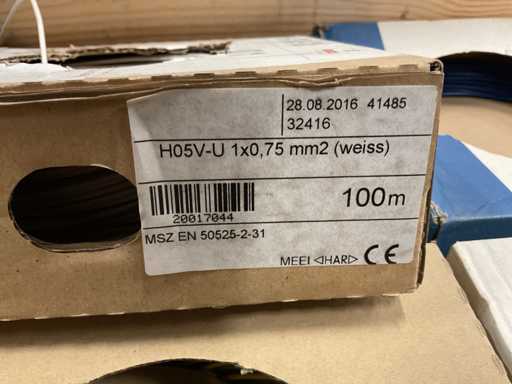 28.08.2016 41485
32416
H05V-U 1x0,75 mm2 (weiss)
20017044
100m
MSZ EN 50525-2-31
MEEI ◁HAR▷ CE